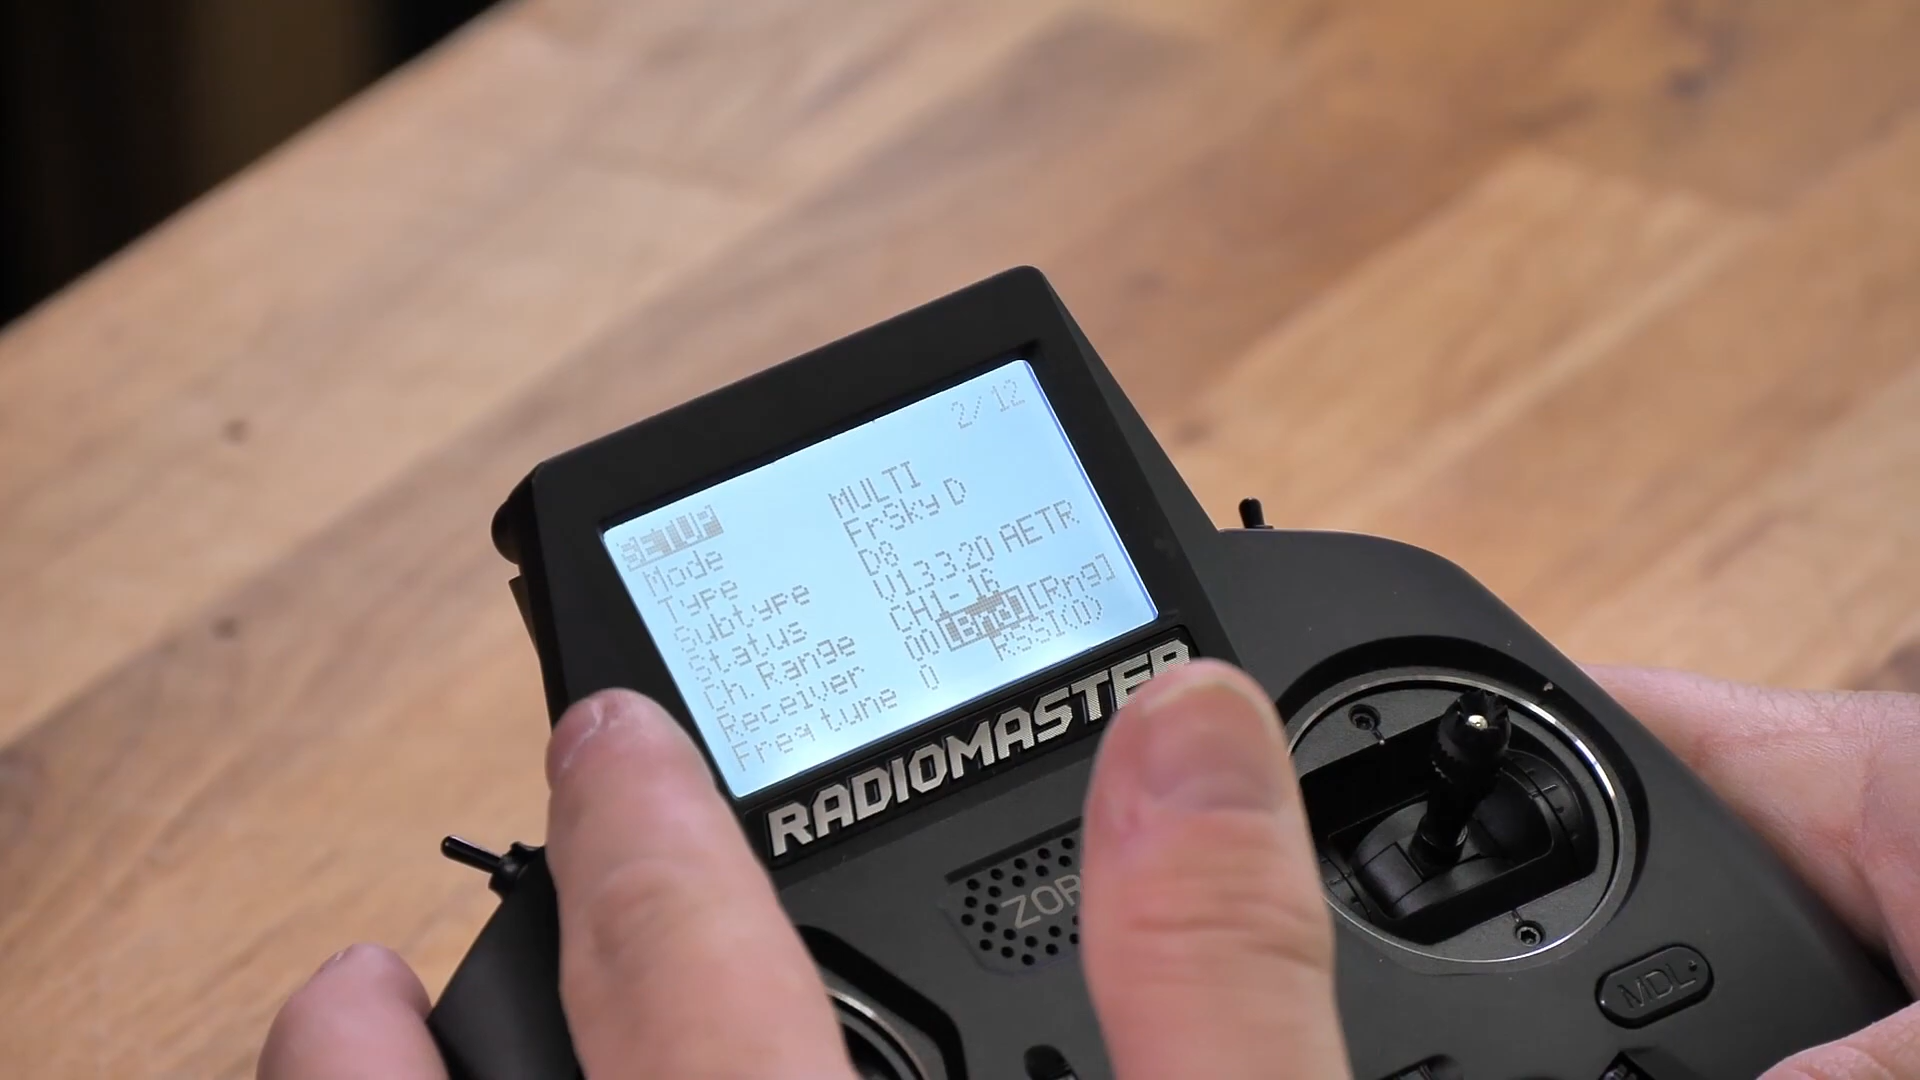 SETUP 2/12
Mode MULTI
Type FrSky D
Subtype D8
Status V1.3.3.20 AETR
Ch. Range CH1-16
Receiver 00 [Bnd] [Rng]
Freq tune 0 RSSI(0)
RADIOMASTER
ZOR
MDL